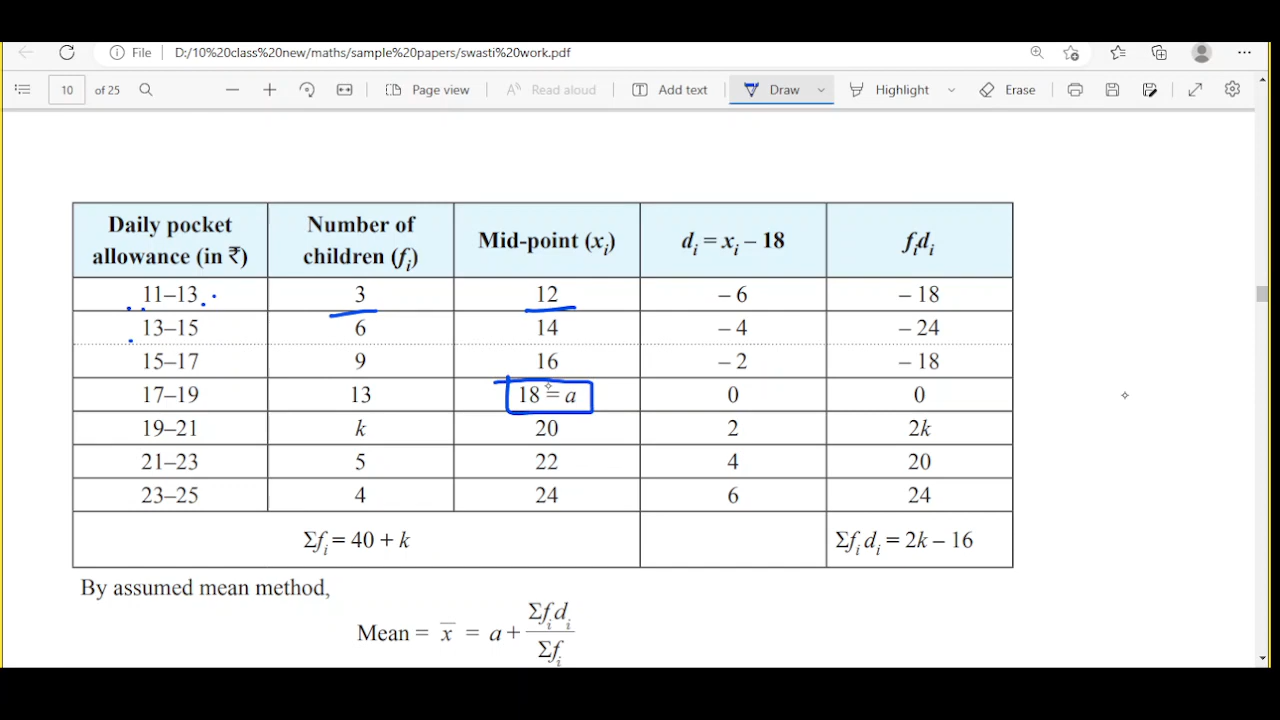 File D:/10%20class%20new/maths/sample%20papers/swasti%20work.pdf
10 of 25 Page view Read aloud Add text Draw Highlight Erase
Daily pocket allowance (in ₹) Number of children (fᵢ) Mid-point (xᵢ) dᵢ = xᵢ – 18 fᵢdᵢ
11–13 3 12 – 6 – 18
13–15 6 14 – 4 – 24
15–17 9 16 – 2 – 18
17–19 13 18 = a 0 0
19–21 k 20 2 2k
21–23 5 22 4 20
23–25 4 24 6 24
Σfᵢ = 40 + k Σfᵢ dᵢ = 2k – 16
By assumed mean method,
Mean = x̅ = a + Σfᵢdᵢ / Σfᵢ